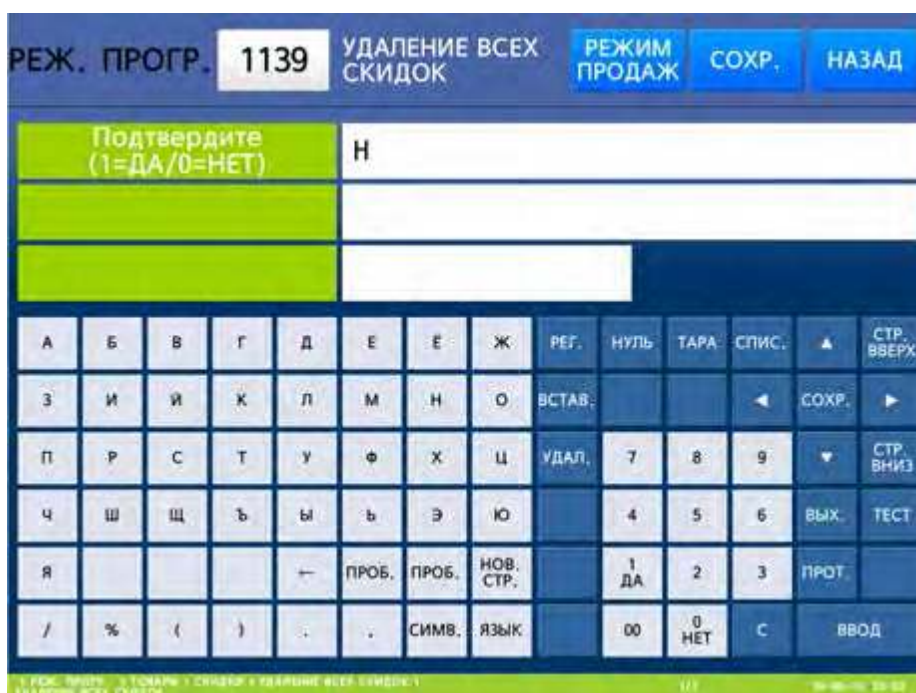 РЕЖ. ПРОГР. 1139 УДАЛЕНИЕ ВСЕХ СКИДОК РЕЖИМ ПРОДАЖ СОХР. НАЗАД
Подтвердите
(1=ДА/0=НЕТ) Н
А Б В Г Д Е Ё Ж РЕГ. НУЛЬ ТАРА СПИС. ▲ СТР. ВВЕРХ
З И Й К Л М Н О ВСТАВ. ◄ СОХР. ►
П Р С Т У Ф Х Ц УДАЛ. 7 8 9 ▼ СТР. ВНИЗ
Ч Ш Щ Ъ Ы Ь Э Ю 4 5 6 ВЫХ. ТЕСТ
Я ← ПРОБ. ПРОБ. НОВ. СТР. 1 ДА 2 3 ПРОТ.
/ % ( ) . , СИМВ. ЯЗЫК 00 0 НЕТ С ВВОД
1/1